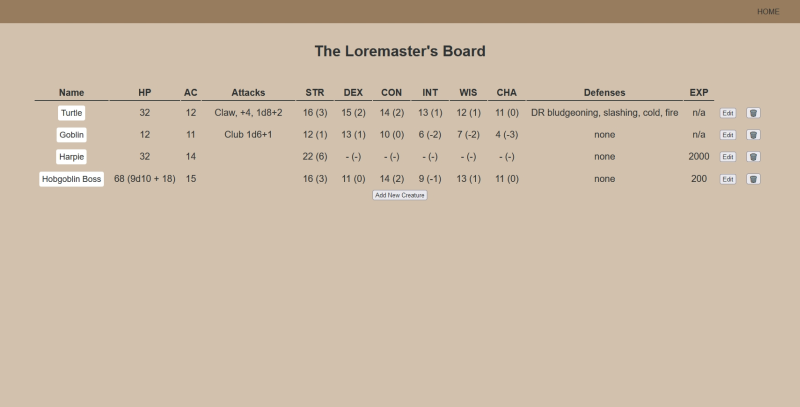 HOME
The Loremaster's Board
Name HP AC Attacks STR DEX CON INT WIS CHA Defenses EXP
Turtle 32 12 Claw, +4, 1d8+2 16 (3) 15 (2) 14 (2) 13 (1) 12 (1) 11 (0) DR bludgeoning, slashing, cold, fire n/a Edit
Goblin 12 11 Club 1d6+1 12 (1) 13 (1) 10 (0) 6 (-2) 7 (-2) 4 (-3) none n/a Edit
Harpie 32 14 22 (6) - (-) - (-) - (-) - (-) - (-) none 2000 Edit
Hobgoblin Boss 68 (9d10 + 18) 15 16 (3) 11 (0) 14 (2) 9 (-1) 13 (1) 11 (0) none 200 Edit
Add New Creature